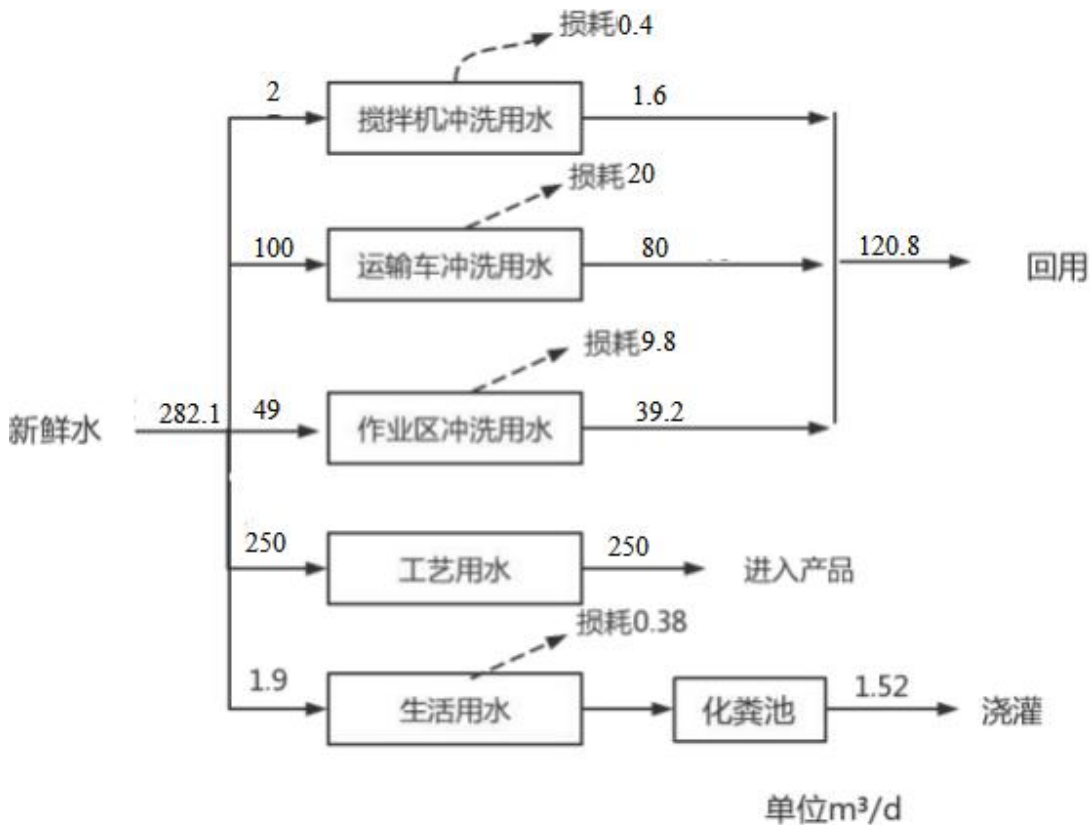 损耗0.4
2
搅拌机冲洗用水
1.6
损耗20
100
运输车冲洗用水
80
120.8
回用
损耗9.8
新鲜水
282.1
49
作业区冲洗用水
39.2
250
工艺用水
250
进入产品
损耗0.38
1.9
生活用水
化粪池
1.52
浇灌
单位m³/d